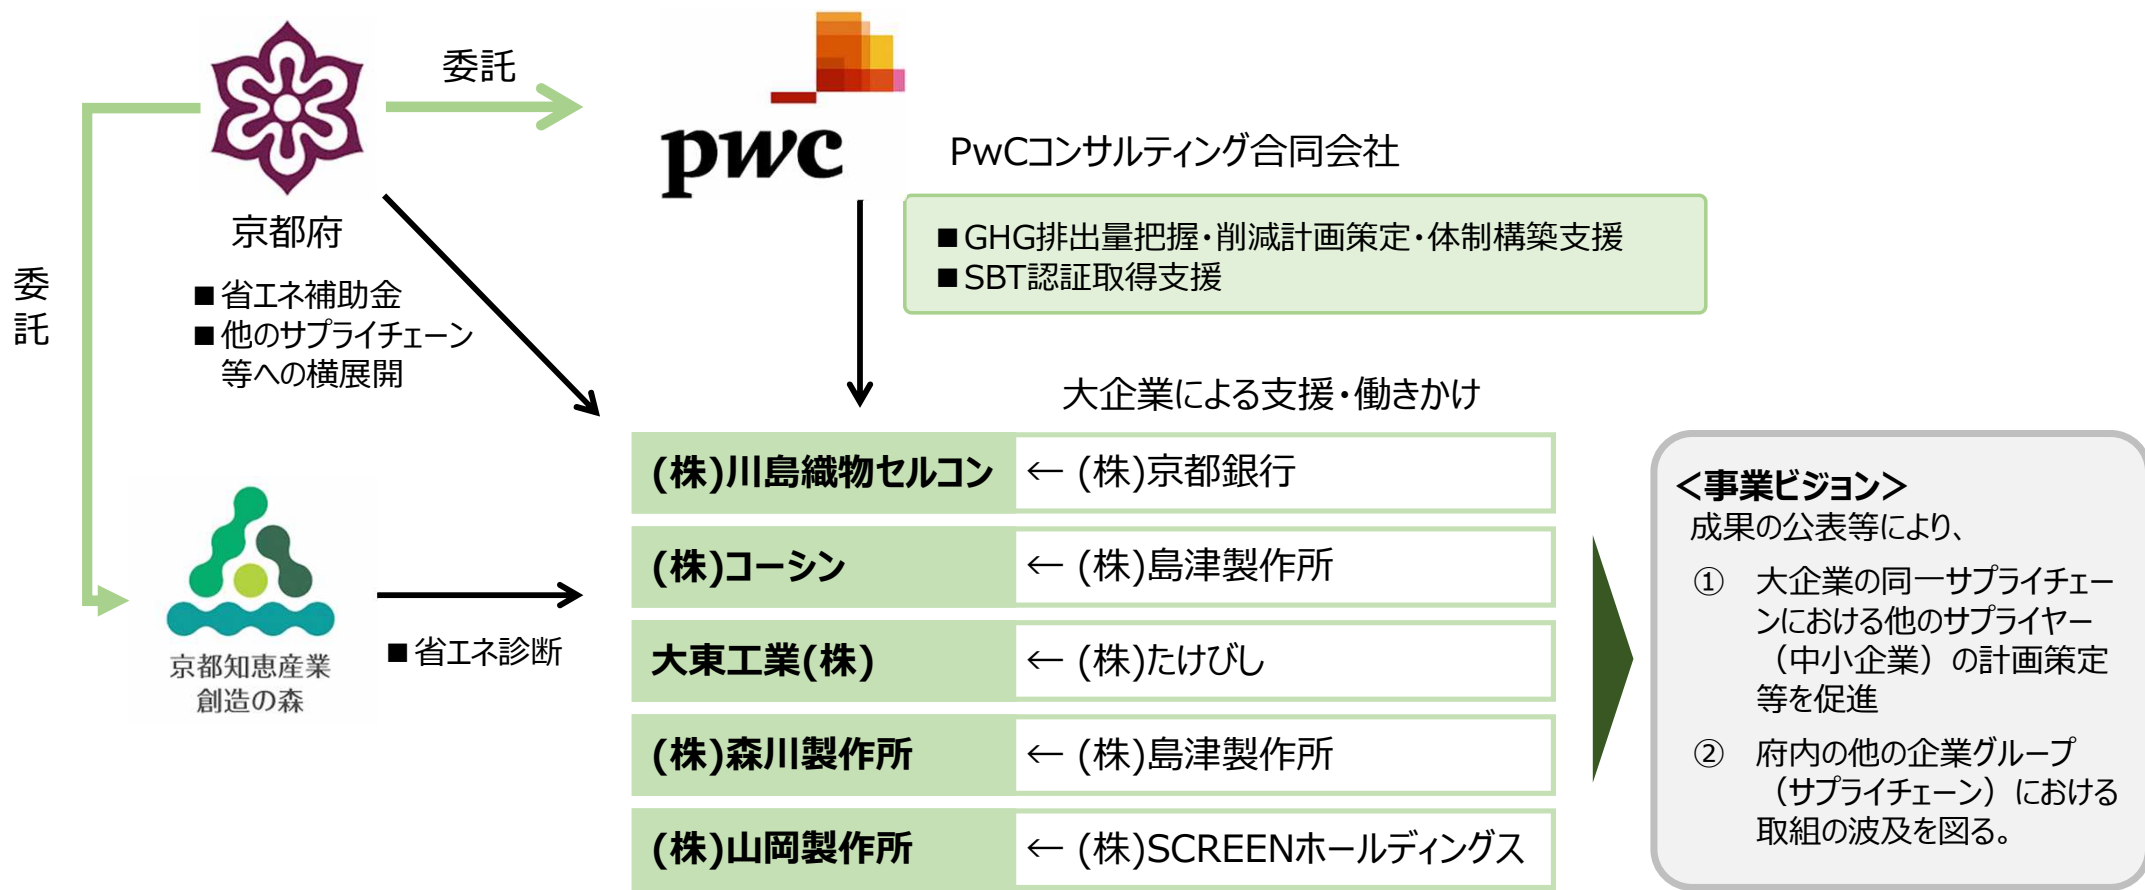 委託
pwc
PwCコンサルティング合同会社
■GHG排出量把握・削減計画策定・体制構築支援
■SBT認証取得支援
京都府
■省エネ補助金
■他のサプライチェーン
等への横展開
委
託
京都知恵産業
創造の森
■省エネ診断
大企業による支援・働きかけ
(株)川島織物セルコン ← (株)京都銀行
(株)コーシン ← (株)島津製作所
大東工業(株) ← (株)たけびし
(株)森川製作所 ← (株)島津製作所
(株)山岡製作所 ← (株)SCREENホールディングス
＜事業ビジョン＞
成果の公表等により、
① 大企業の同一サプライチェー
ンにおける他のサプライヤー
（中小企業）の計画策定
等を促進
② 府内の他の企業グループ
（サプライチェーン）における
取組の波及を図る。